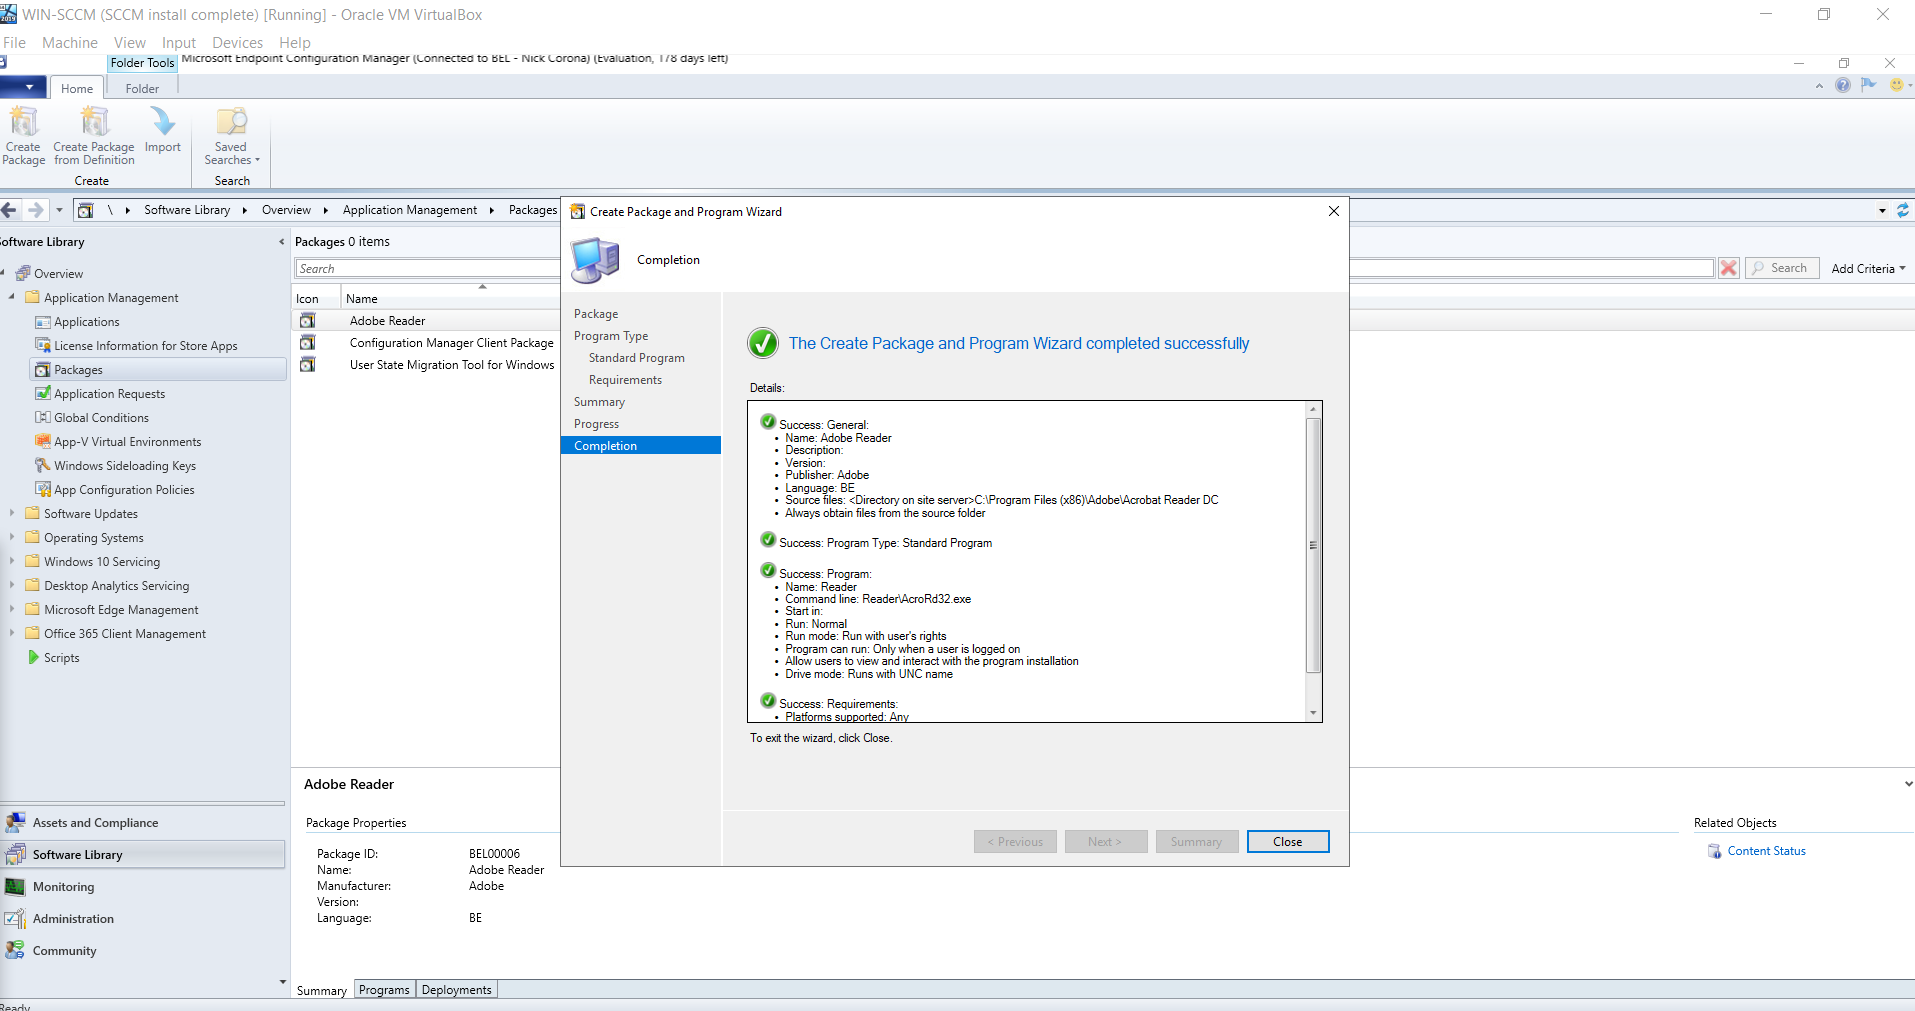 WIN-SCCM (SCCM install complete) [Running] - Oracle VM VirtualBox
File Machine View Input Devices Help
Folder Tools Microsoft Endpoint Configuration Manager (Connected to BEL - Nick Corona) (Evaluation, 178 days left)
Home Folder
Create Package
Create Package from Definition
Import
Saved Searches
Create
Search
\ Software Library Overview Application Management Packages
Software Library
Overview
Application Management
Applications
License Information for Store Apps
Packages
Application Requests
Global Conditions
App-V Virtual Environments
Windows Sideloading Keys
App Configuration Policies
Software Updates
Operating Systems
Windows 10 Servicing
Desktop Analytics Servicing
Microsoft Edge Management
Office 365 Client Management
Scripts
Assets and Compliance
Software Library
Monitoring
Administration
Community
Packages 0 items
Search
Search
Add Criteria
Icon Name
Adobe Reader
Configuration Manager Client Package
User State Migration Tool for Windows
Create Package and Program Wizard
Completion
Package
Program Type
Standard Program
Requirements
Summary
Progress
Completion
The Create Package and Program Wizard completed successfully
Details:
Success: General:
• Name: Adobe Reader
• Description:
• Version:
• Publisher: Adobe
• Language: BE
• Source files: <Directory on site server>C:\Program Files (x86)\Adobe\Acrobat Reader DC
• Always obtain files from the source folder
Success: Program Type: Standard Program
Success: Program:
• Name: Reader
• Command line: Reader\AcroRd32.exe
• Start in:
• Run: Normal
• Run mode: Run with user's rights
• Program can run: Only when a user is logged on
• Allow users to view and interact with the program installation
• Drive mode: Runs with UNC name
Success: Requirements:
• Platforms supported: Any
To exit the wizard, click Close.
< Previous
Next >
Summary
Close
Adobe Reader
Package Properties
Package ID: BEL00006
Name: Adobe Reader
Manufacturer: Adobe
Version:
Language: BE
Related Objects
Content Status
Summary Programs Deployments
Ready